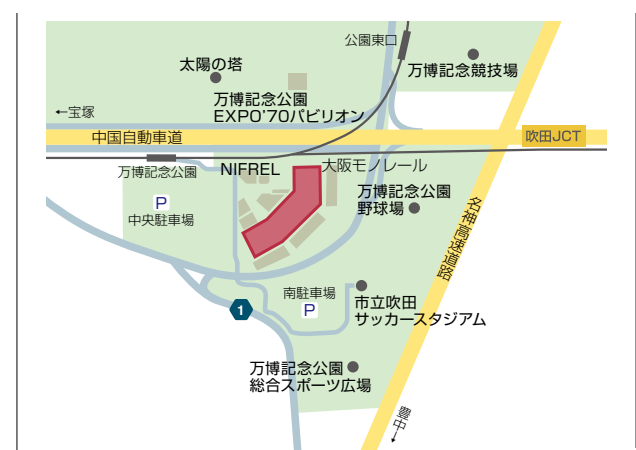 公園東口
太陽の塔
万博記念競技場
万博記念公園
EXPO'70パビリオン
←宝塚
中国自動車道
吹田JCT
万博記念公園
NIFREL
大阪モノレール
P
中央駐車場
万博記念公園
野球場
名神高速道路
南駐車場
P
1
市立吹田
サッカースタジアム
万博記念公園
総合スポーツ広場
豊中→